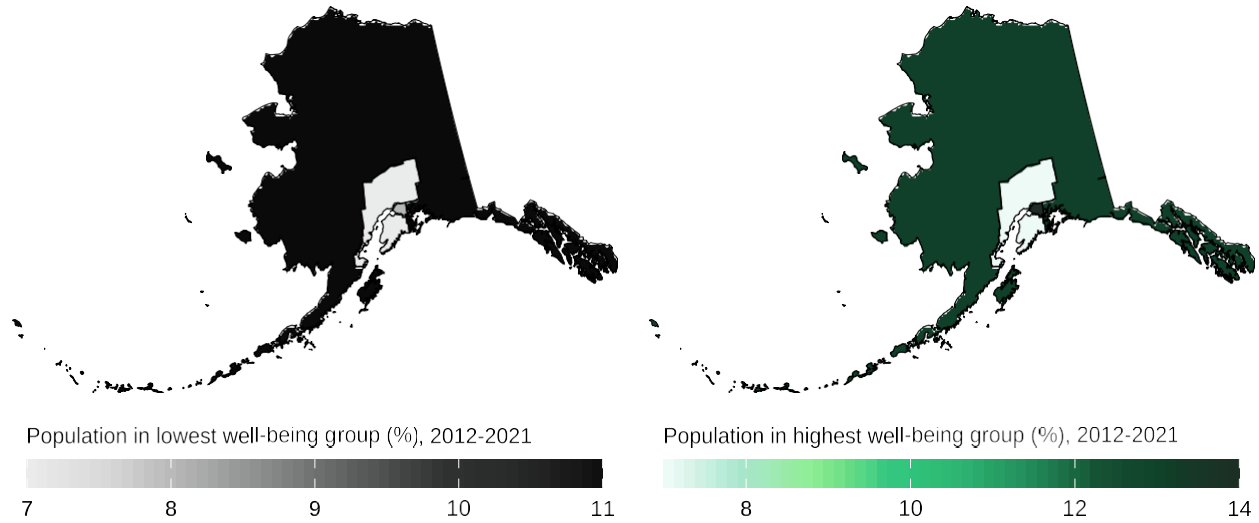 Population in lowest well-being group (%), 2012-2021
7 8 9 10 11
Population in highest well-being group (%), 2012-2021
8 10 12 14